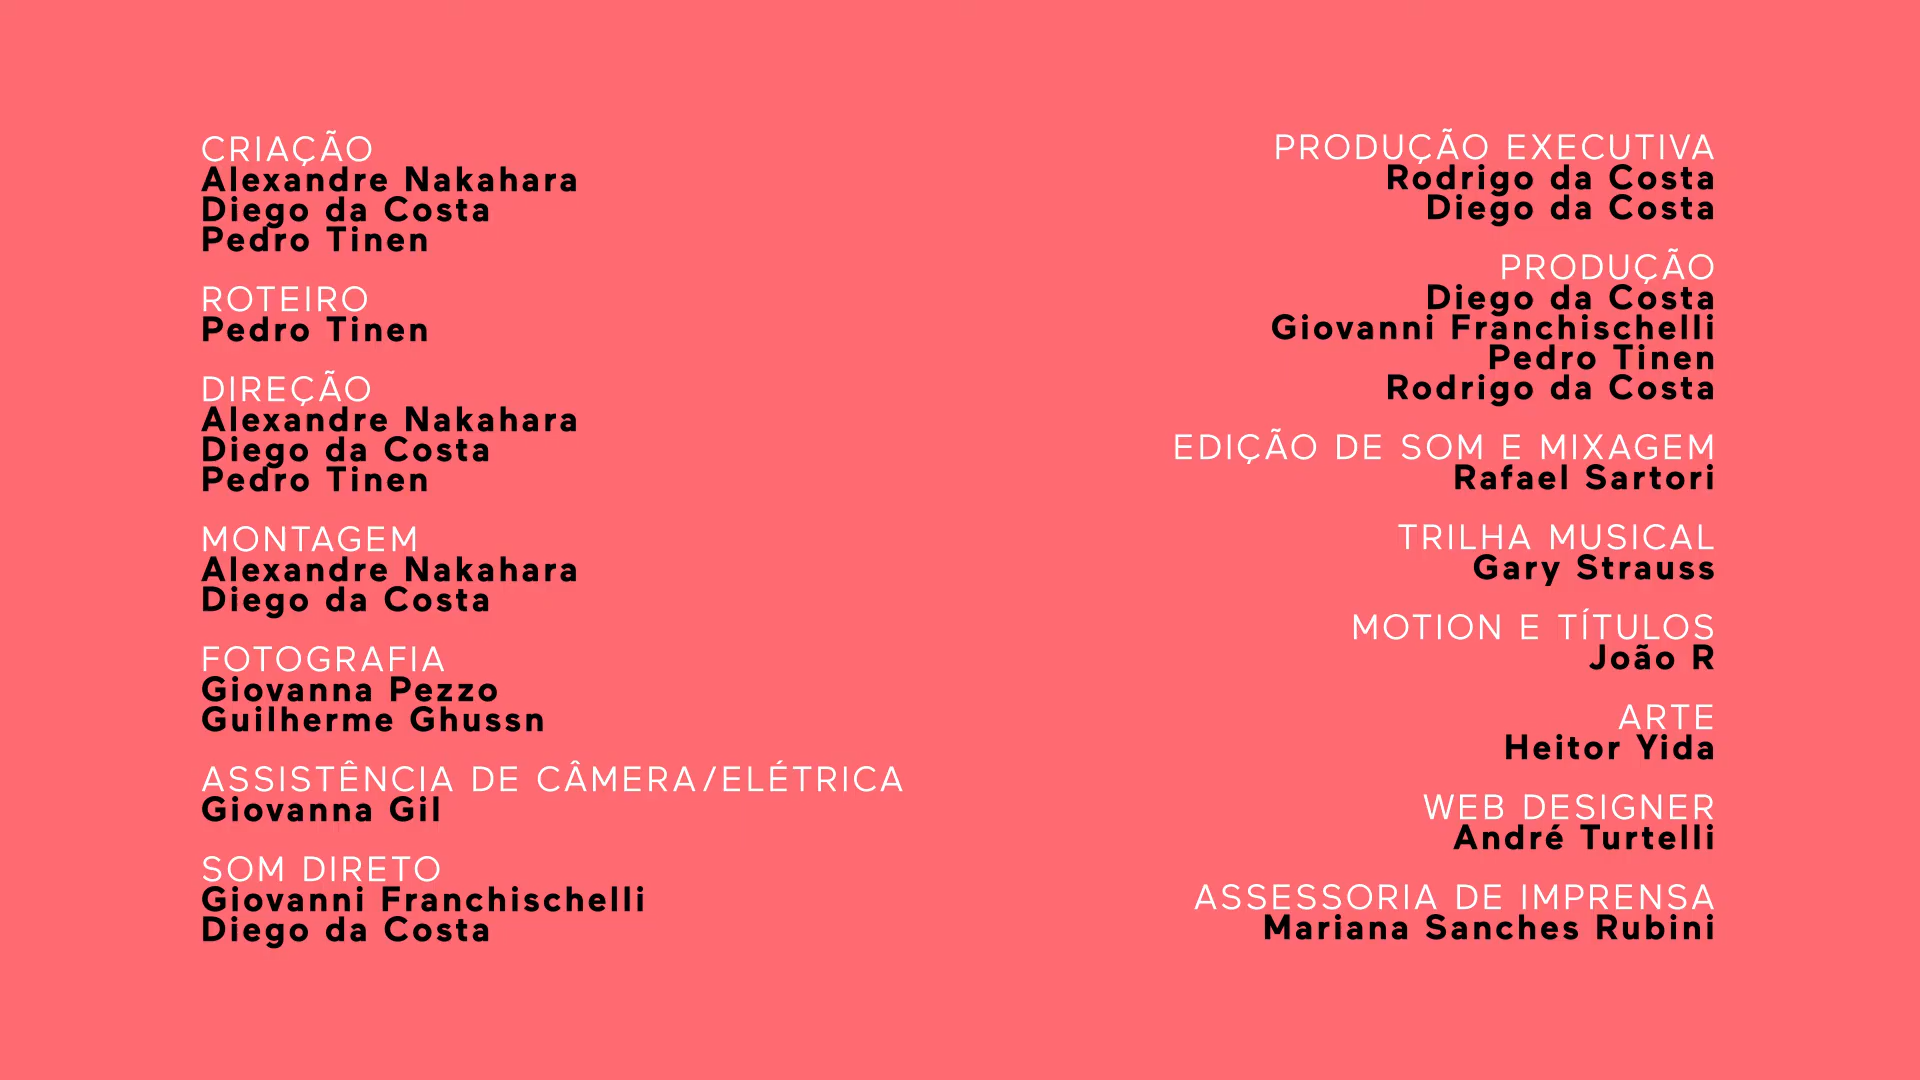 CRIAÇÃO
Alexandre Nakahara
Diego da Costa
Pedro Tinen
ROTEIRO
Pedro Tinen
DIREÇÃO
Alexandre Nakahara
Diego da Costa
Pedro Tinen
MONTAGEM
Alexandre Nakahara
Diego da Costa
FOTOGRAFIA
Giovanna Pezzo
Guilherme Ghussn
ASSISTÊNCIA DE CÂMERA/ELÉTRICA
Giovanna Gil
SOM DIRETO
Giovanni Franchischelli
Diego da Costa
PRODUÇÃO EXECUTIVA
Rodrigo da Costa
Diego da Costa
PRODUÇÃO
Diego da Costa
Giovanni Franchischelli
Pedro Tinen
Rodrigo da Costa
EDIÇÃO DE SOM E MIXAGEM
Rafael Sartori
TRILHA MUSICAL
Gary Strauss
MOTION E TÍTULOS
João R
ARTE
Heitor Yida
WEB DESIGNER
André Turtelli
ASSESSORIA DE IMPRENSA
Mariana Sanches Rubini